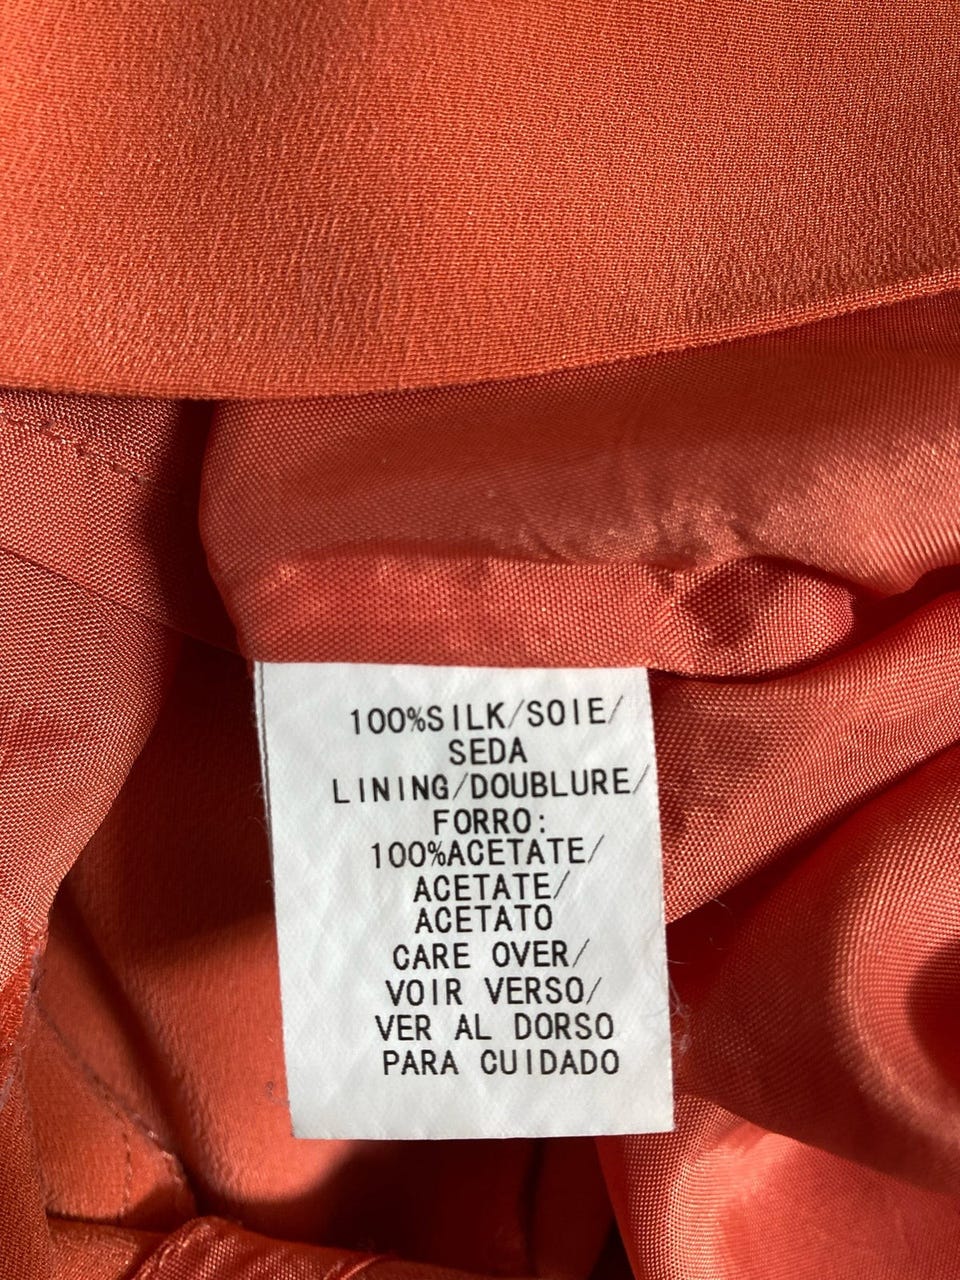 100%SILK/SOIE/
SEDA
LINING/DOUBLURE/
FORRO:
100%ACETATE/
ACETATE/
ACETATO
CARE OVER/
VOIR VERSO/
VER AL DORSO
PARA CUIDADO